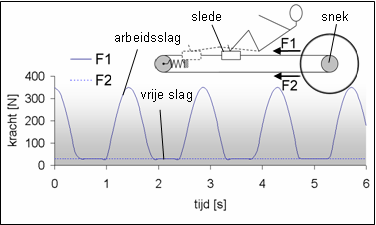 slede
snek
arbeidsslag
F1
F1
F2
F2
vrije slag
kracht [N]
400
300
200
100
0
0 1 2 3 4 5 6
tijd [s]